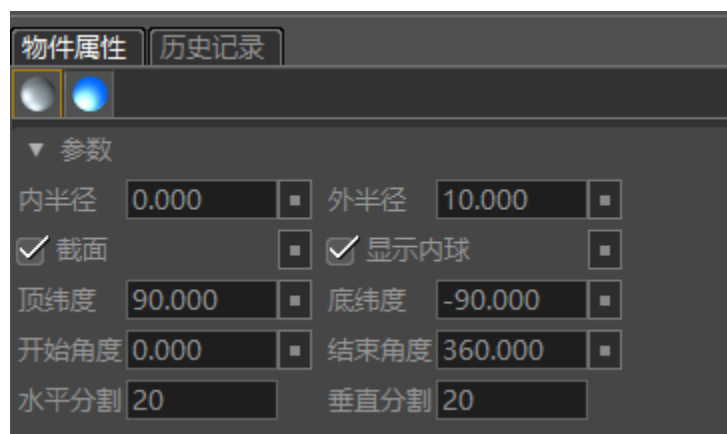 物件属性 历史记录
参数
内半径 0.000 外半径 10.000
截面 显示内球
顶纬度 90.000 底纬度 -90.000
开始角度 0.000 结束角度 360.000
水平分割 20 垂直分割 20